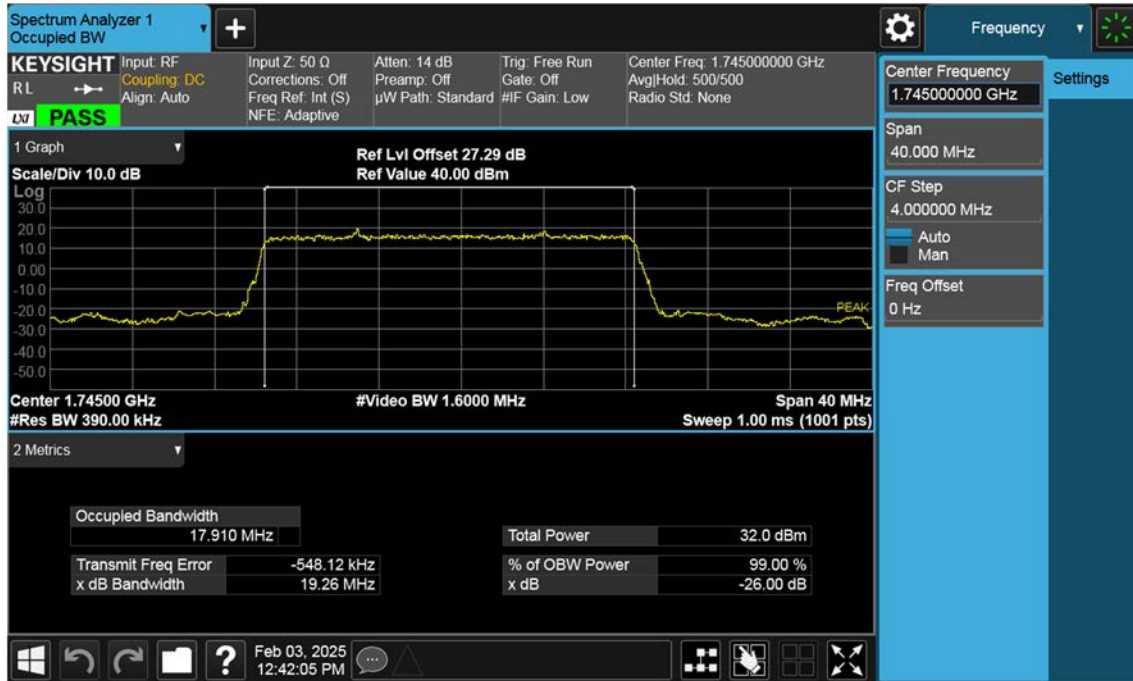 Spectrum Analyzer 1
Occupied BW
Frequency
KEYSIGHT
R L
LXI
PASS
Input: RF
Coupling: DC
Align: Auto
Input Z: 50 Ω
Corrections: Off
Freq Ref: Int (S)
NFE: Adaptive
Atten: 14 dB
Preamp: Off
µW Path: Standard
Trig: Free Run
Gate: Off
#IF Gain: Low
Center Freq: 1.745000000 GHz
Avg|Hold: 500/500
Radio Std: None
1 Graph
Scale/Div 10.0 dB
Ref Lvl Offset 27.29 dB
Ref Value 40.00 dBm
Log
30.0
20.0
10.0
0.00
-10.0
-20.0
-30.0
-40.0
-50.0
PEAK
Center 1.74500 GHz
#Video BW 1.6000 MHz
Span 40 MHz
#Res BW 390.00 kHz
Sweep 1.00 ms (1001 pts)
2 Metrics
Occupied Bandwidth
17.910 MHz
Transmit Freq Error
-548.12 kHz
x dB Bandwidth
19.26 MHz
Total Power
32.0 dBm
% of OBW Power
99.00 %
x dB
-26.00 dB
Center Frequency
1.745000000 GHz
Settings
Span
40.000 MHz
CF Step
4.000000 MHz
Auto
Man
Freq Offset
0 Hz
?
Feb 03, 2025
12:42:05 PM